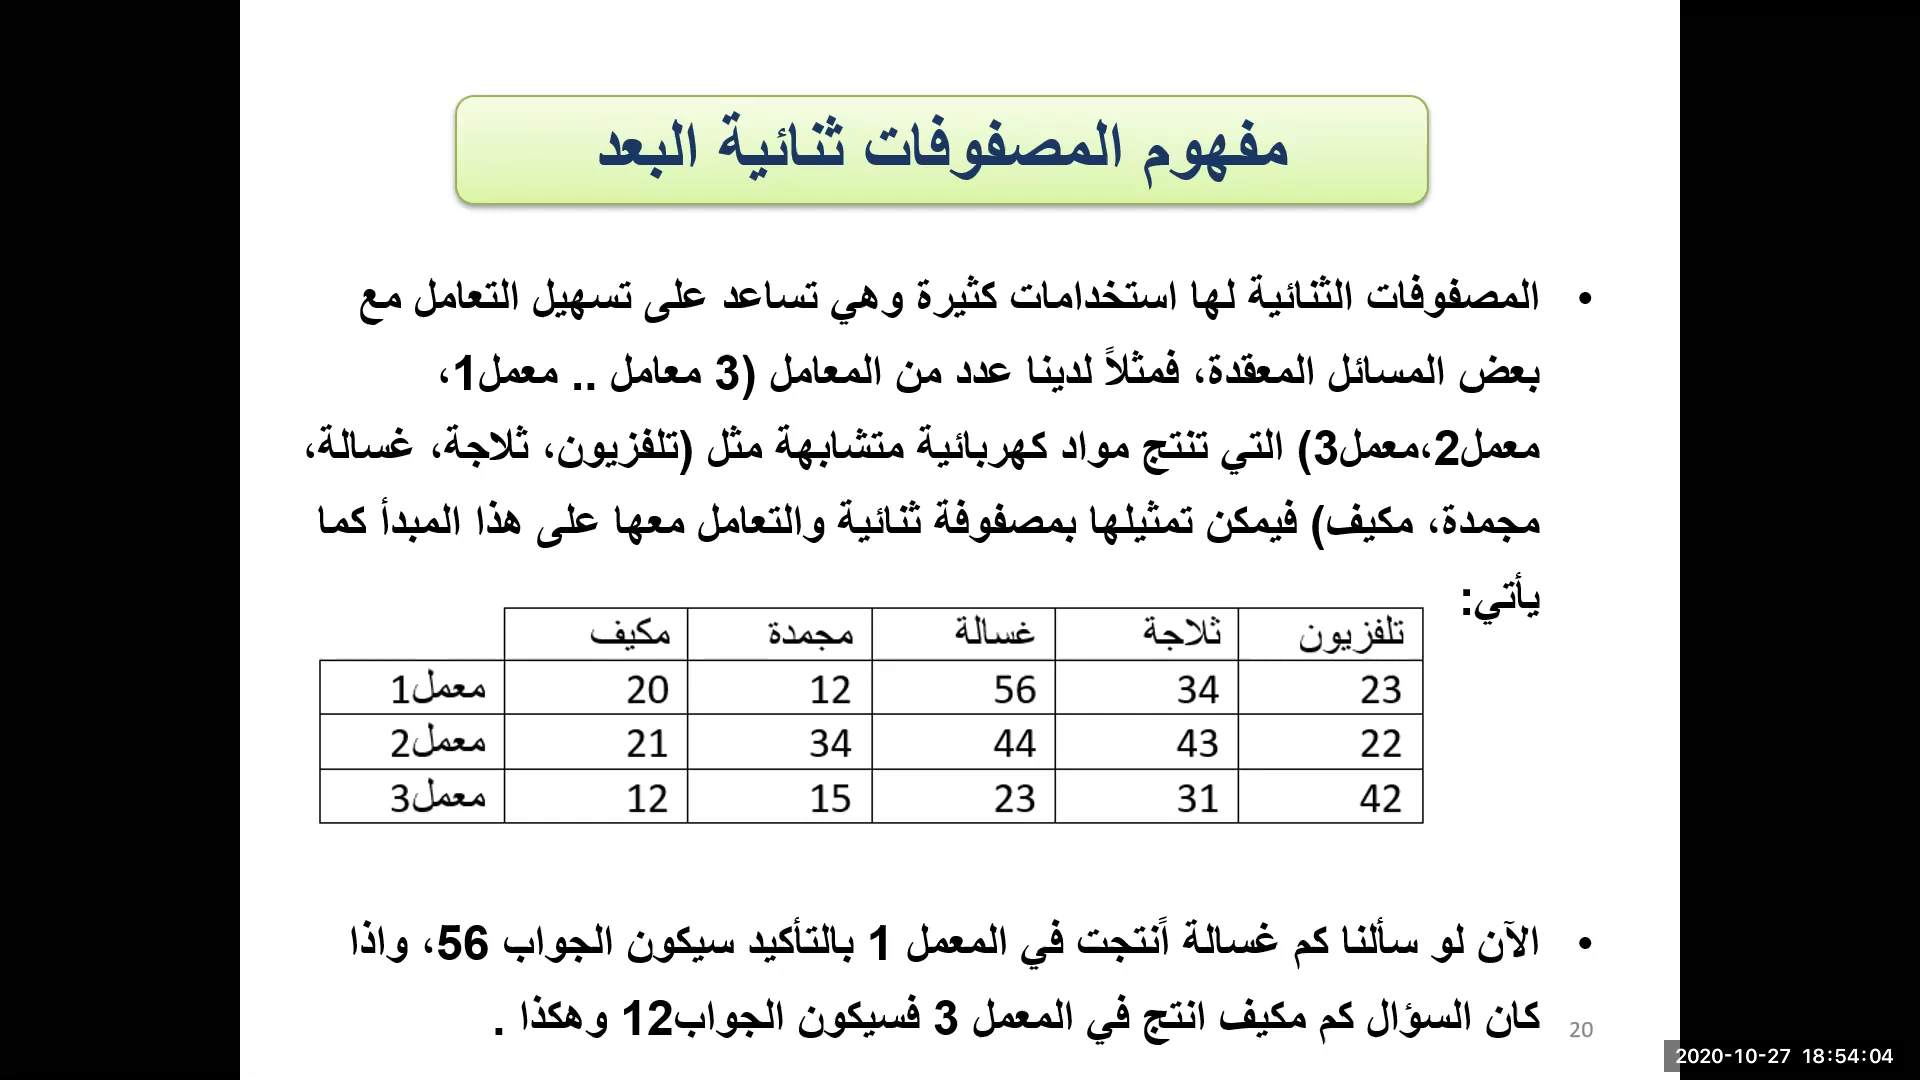 مفهوم المصفوفات ثنائية البعد
• المصفوفات الثنائية لها استخدامات كثيرة وهي تساعد على تسهيل التعامل مع
بعض المسائل المعقدة، فمثلاً لدينا عدد من المعامل (3 معامل .. معمل1،
معمل2،معمل3) التي تنتج مواد كهربائية متشابهة مثل (تلفزيون، ثلاجة، غسالة،
مجمدة، مكيف) فيمكن تمثيلها بمصفوفة ثنائية والتعامل معها على هذا المبدأ كما
يأتي:
تلفزيون ثلاجة غسالة مجمدة مكيف
23 34 56 12 20 معمل1
22 43 44 34 21 معمل2
42 31 23 15 12 معمل3
• الآن لو سألنا كم غسالة اًنتجت في المعمل 1 بالتأكيد سيكون الجواب 56، واذا
كان السؤال كم مكيف انتج في المعمل 3 فسيكون الجواب12 وهكذا .
20
2020-10-27 18:54:04